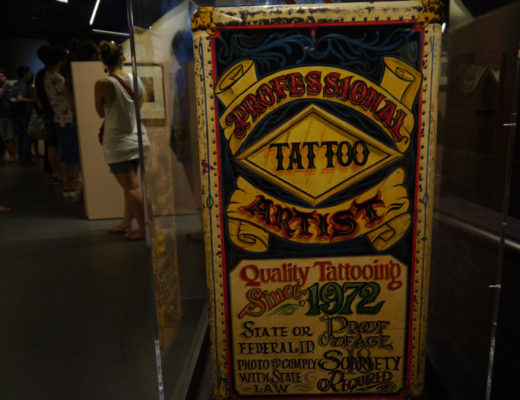 PROFESSIONAL
TATTOO
ARTIST
Quality Tattooing
Since 1972
STATE OR
FEDERAL ID
PHOTO @ COMPLY
WITH STATE
LAW
PROOF
OF AGE
18
SOBRIETY
REQUIRED